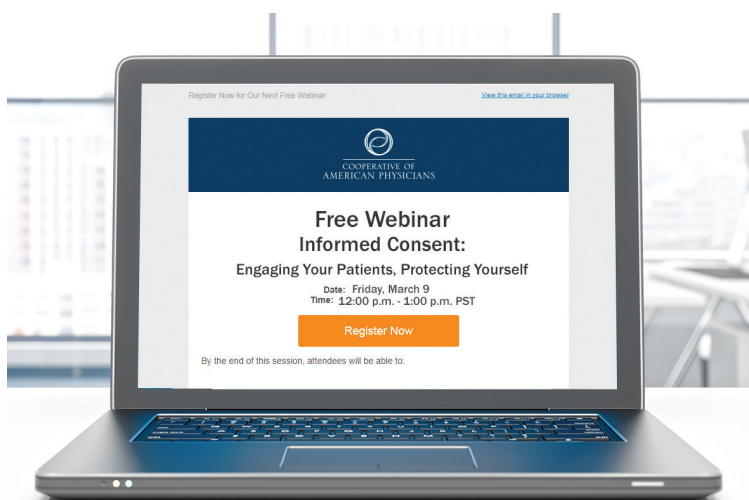 Register Now for Our Next Free Webinar
View this email in your browser
COOPERATIVE OF
AMERICAN PHYSICIANS
Free Webinar
Informed Consent:
Engaging Your Patients, Protecting Yourself
Date: Friday, March 9
Time: 12:00 p.m. - 1:00 p.m. PST
Register Now
By the end of this session, attendees will be able to: